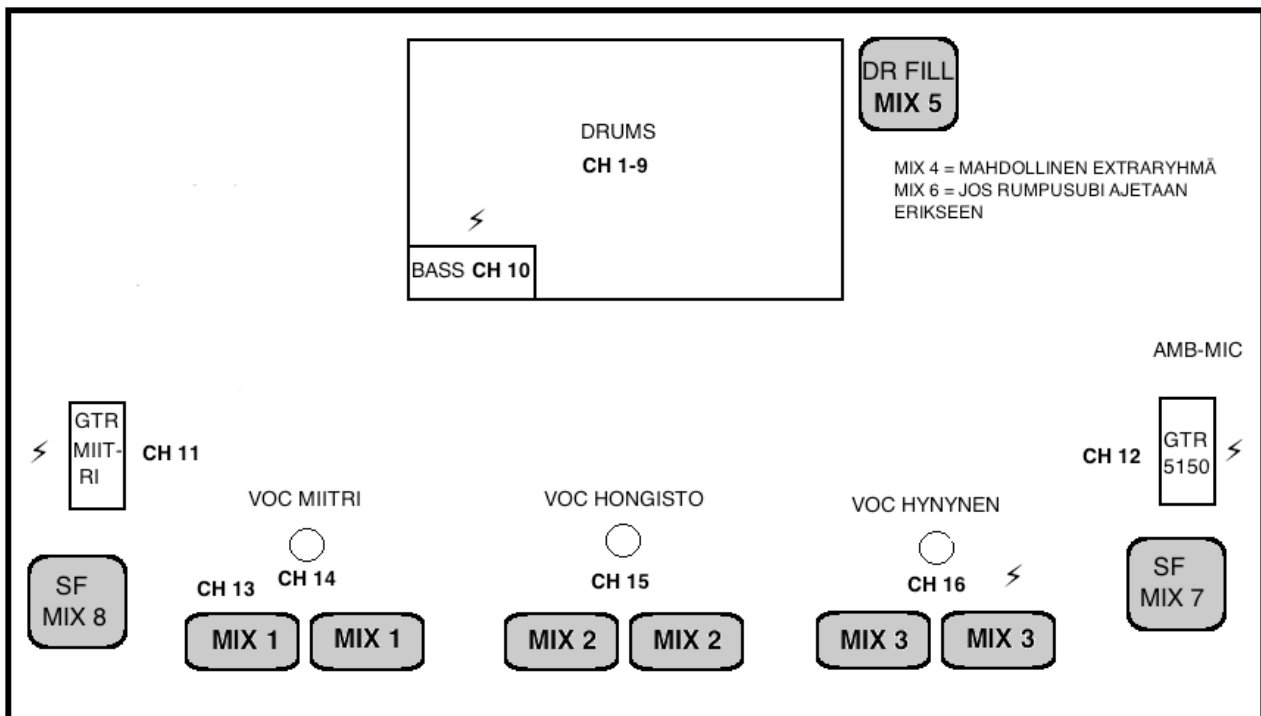 DR FILL
MIX 5
DRUMS
CH 1-9
MIX 4 = MAHDOLLINEN EXTRARYHMÄ
MIX 6 = JOS RUMPUSUBI AJETAAN
ERIKSEEN
BASS CH 10
AMB-MIC
GTR
MIIT-
RI
CH 11
CH 12
GTR
5150
VOC MIITRI
VOC HONGISTO
VOC HYNYNEN
SF
MIX 8
CH 13
CH 14
CH 15
CH 16
SF
MIX 7
MIX 1
MIX 1
MIX 2
MIX 2
MIX 3
MIX 3